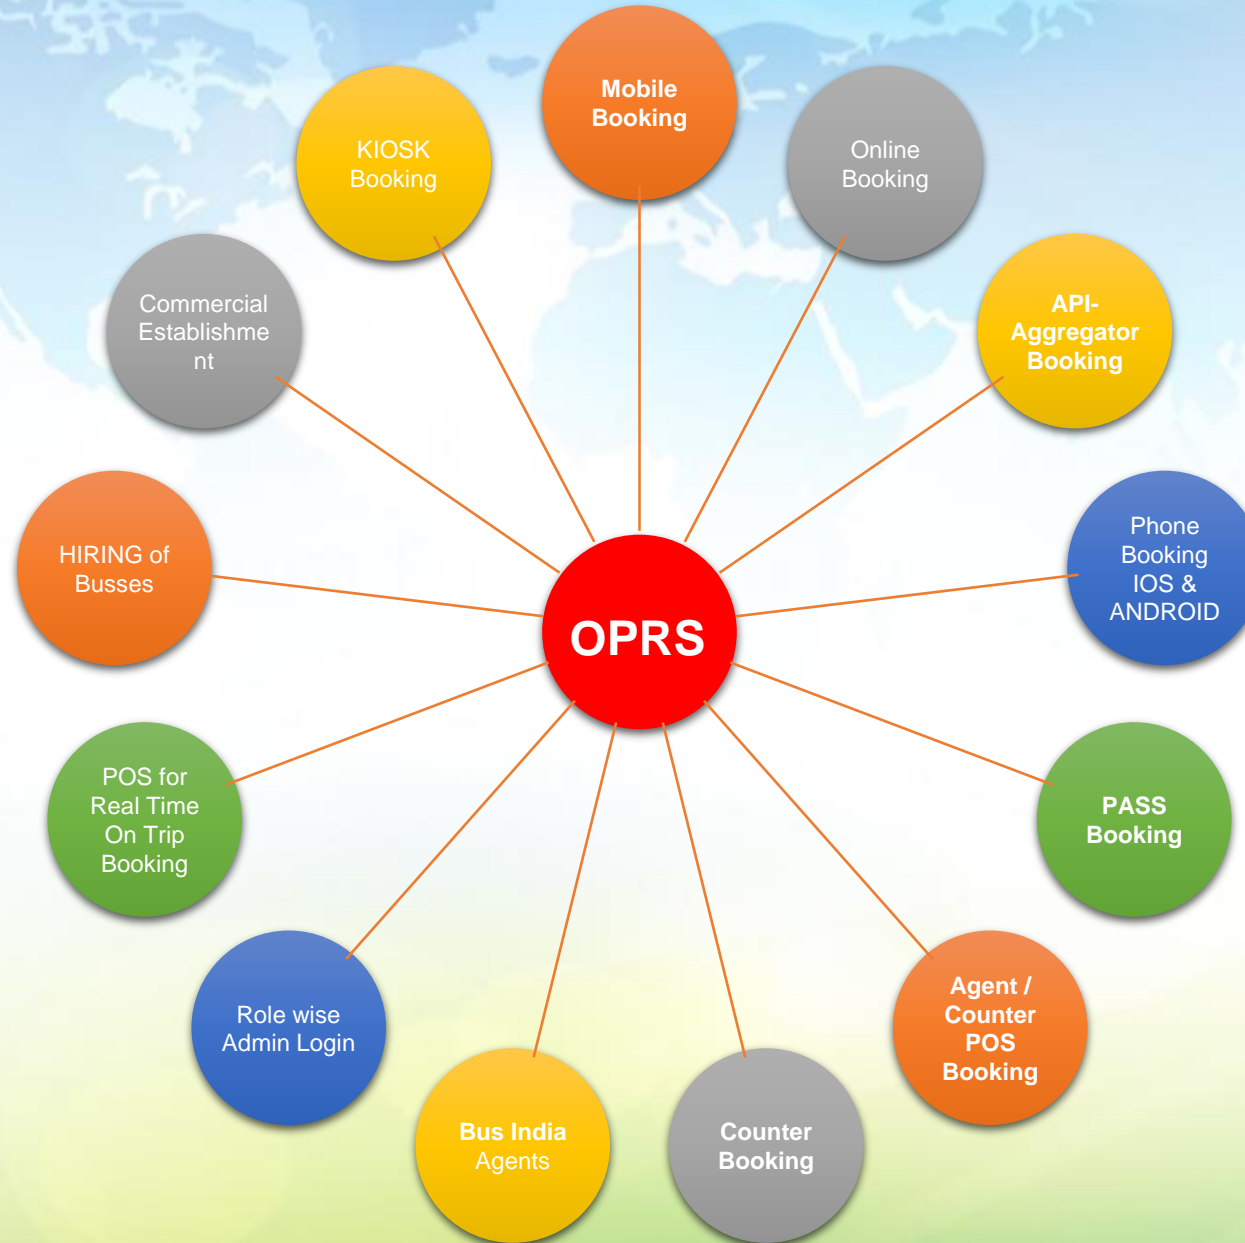 Mobile
Booking
Online
Booking
API-
Aggregator
Booking
Phone
Booking
IOS &
ANDROID
PASS
Booking
Agent /
Counter
POS
Booking
Counter
Booking
Bus India
Agents
Role wise
Admin Login
POS for
Real Time
On Trip
Booking
HIRING of
Busses
Commercial
Establishme
nt
KIOSK
Booking
OPRS